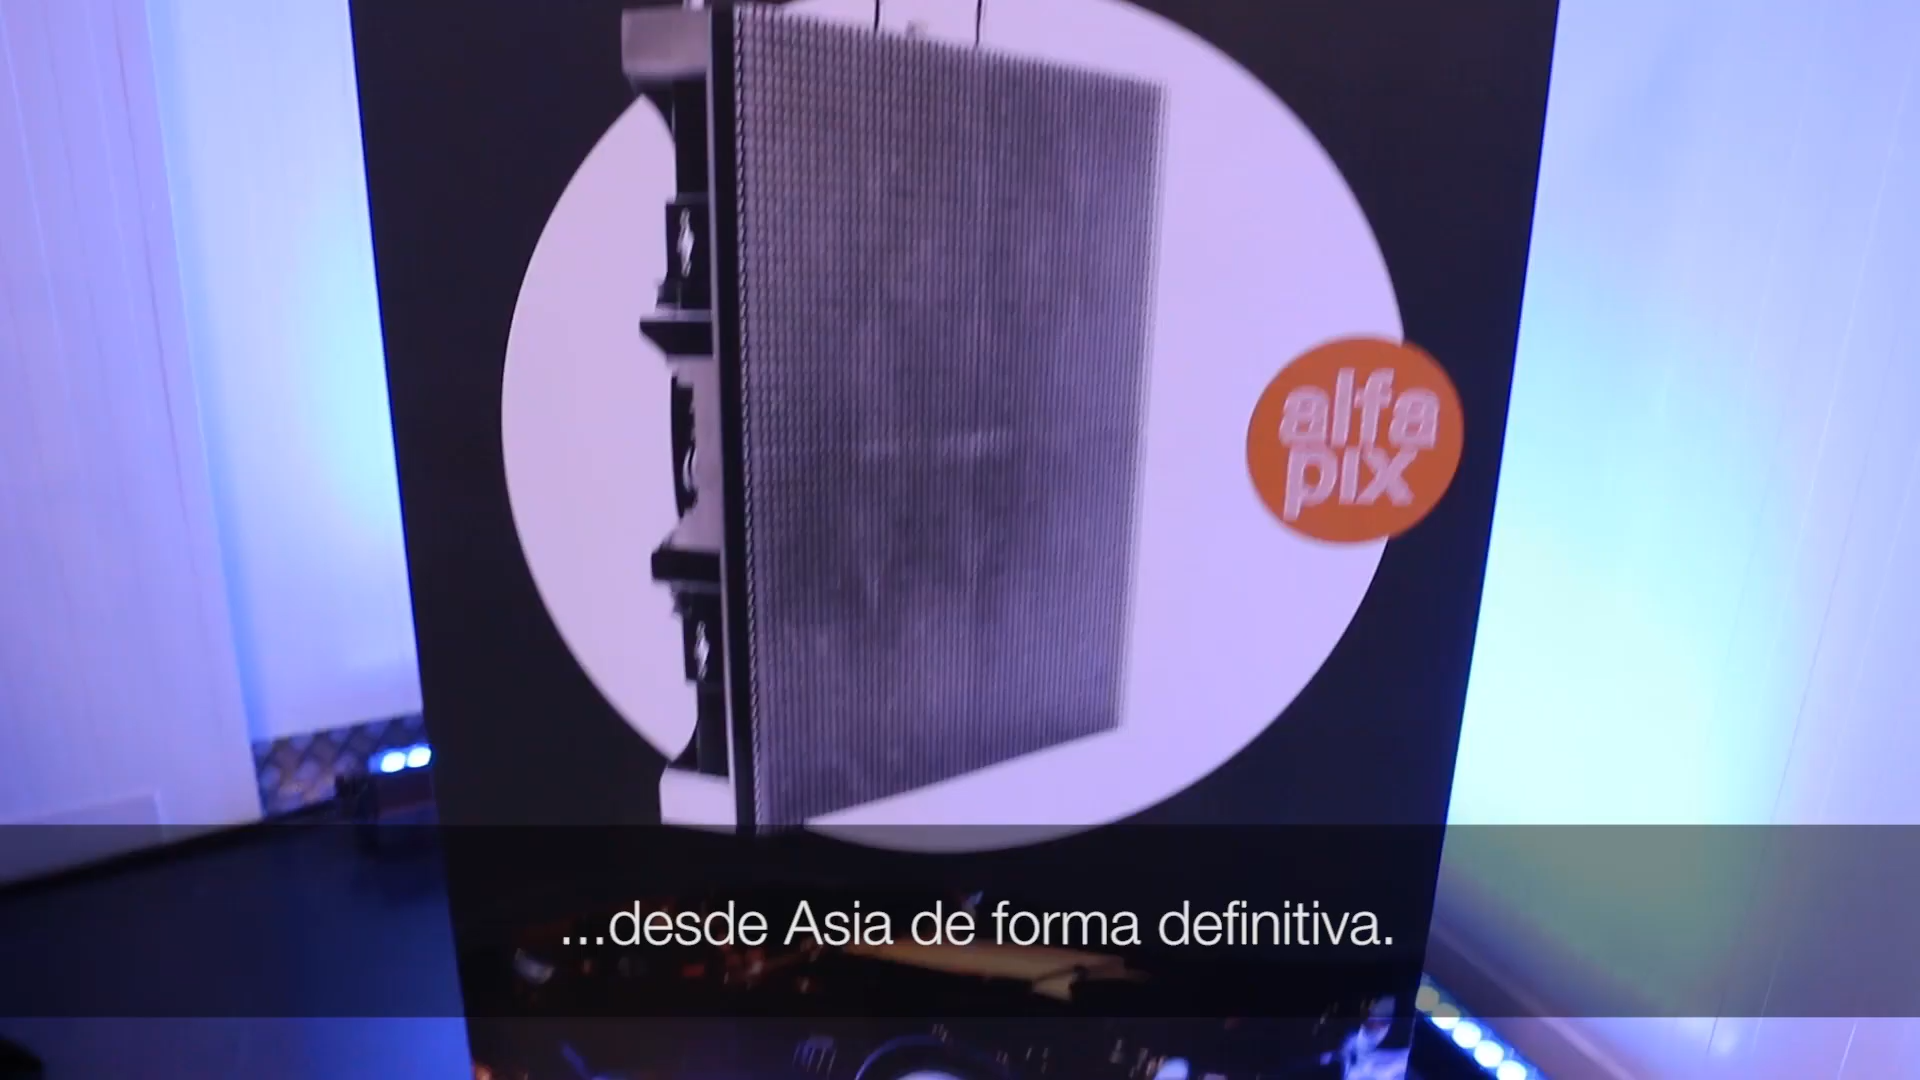 alfa
pix
...desde Asia de forma definitiva.